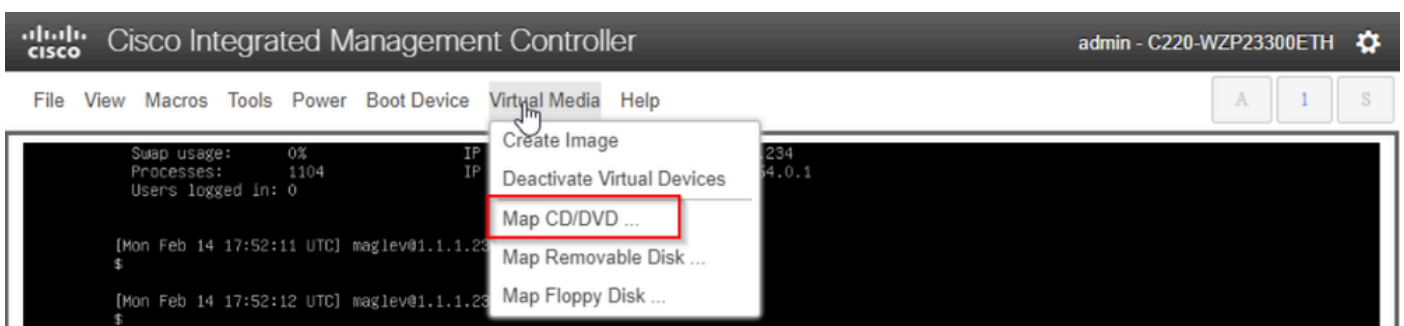 cisco Cisco Integrated Management Controller admin - C220-WZP23300ETH
File View Macros Tools Power Boot Device Virtual Media Help A 1 S
Create Image
Deactivate Virtual Devices
Map CD/DVD ...
Map Removable Disk ...
Map Floppy Disk ...
Swap usage: 0% IP 234
Processes: 1104 IP 4.0.1
Users logged in: 0
[Mon Feb 14 17:52:11 UTC] maglev@1.1.1.23
$
[Mon Feb 14 17:52:12 UTC] maglev@1.1.1.23
$